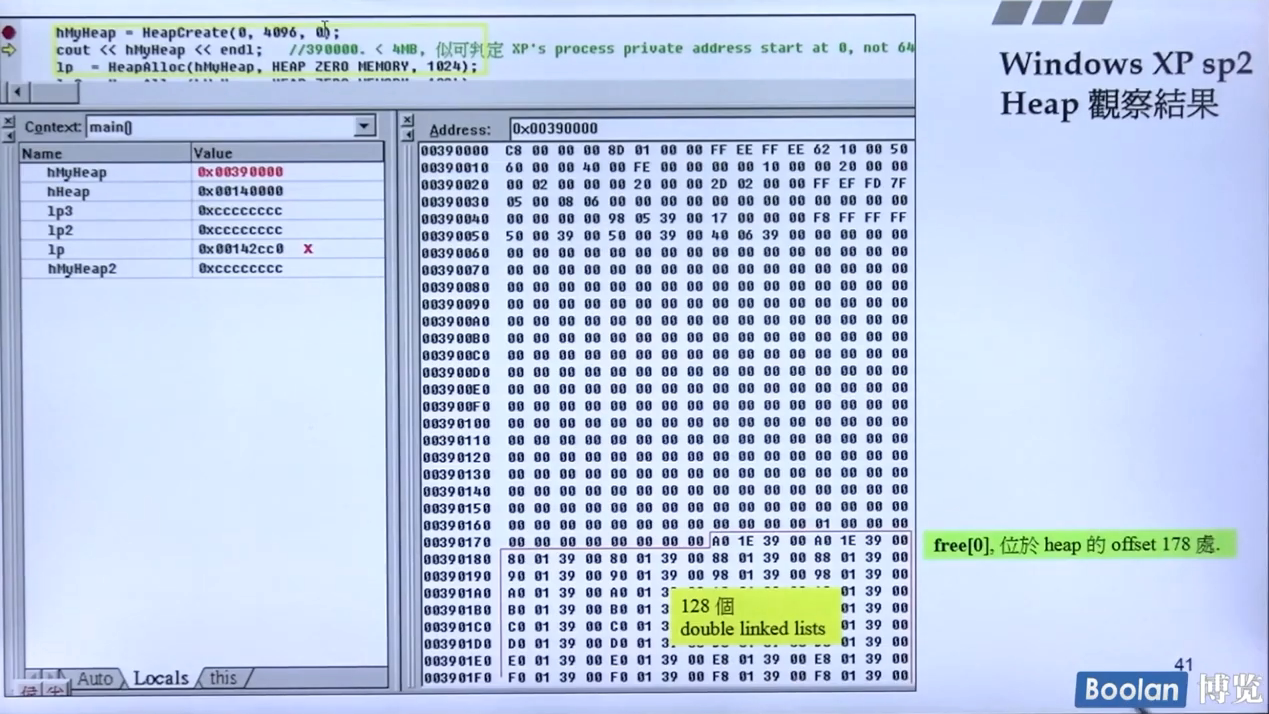 hMyHeap = HeapCreate(0, 4096, 0);
cout << hMyHeap << endl; //390000. < 4MB, 似可判定 XP's process private address start at 0, not 64
lp = HeapAlloc(hMyHeap, HEAP_ZERO_MEMORY, 1024);
Windows XP sp2
Heap 觀察結果
Context: main()
Name Value
hMyHeap 0x00390000
hHeap 0x00140000
lp3 0xcccccccc
lp2 0xcccccccc
lp 0x00142cc0 X
hMyHeap2 0xcccccccc
Auto Locals this
Address: 0x00390000
00390000 C8 00 00 00 8D 01 00 00 FF EE FF EE 62 10 00 50
00390010 60 00 00 40 00 FE 00 00 00 00 10 00 00 20 00 00
00390020 00 02 00 00 00 20 00 00 2D 02 00 00 FF EF FD 7F
00390030 05 00 08 06 00 00 00 00 00 00 00 00 00 00 00 00
00390040 00 00 00 00 98 05 39 00 17 00 00 00 F8 FF FF FF
00390050 50 00 39 00 50 00 39 00 40 06 39 00 00 00 00 00
00390060 00 00 00 00 00 00 00 00 00 00 00 00 00 00 00 00
00390070 00 00 00 00 00 00 00 00 00 00 00 00 00 00 00 00
00390080 00 00 00 00 00 00 00 00 00 00 00 00 00 00 00 00
00390090 00 00 00 00 00 00 00 00 00 00 00 00 00 00 00 00
003900A0 00 00 00 00 00 00 00 00 00 00 00 00 00 00 00 00
003900B0 00 00 00 00 00 00 00 00 00 00 00 00 00 00 00 00
003900C0 00 00 00 00 00 00 00 00 00 00 00 00 00 00 00 00
003900D0 00 00 00 00 00 00 00 00 00 00 00 00 00 00 00 00
003900E0 00 00 00 00 00 00 00 00 00 00 00 00 00 00 00 00
003900F0 00 00 00 00 00 00 00 00 00 00 00 00 00 00 00 00
00390100 00 00 00 00 00 00 00 00 00 00 00 00 00 00 00 00
00390110 00 00 00 00 00 00 00 00 00 00 00 00 00 00 00 00
00390120 00 00 00 00 00 00 00 00 00 00 00 00 00 00 00 00
00390130 00 00 00 00 00 00 00 00 00 00 00 00 00 00 00 00
00390140 00 00 00 00 00 00 00 00 00 00 00 00 00 00 00 00
00390150 00 00 00 00 00 00 00 00 00 00 00 00 00 00 00 00
00390160 00 00 00 00 00 00 00 00 00 00 00 00 01 00 00 00
00390170 00 00 00 00 00 00 00 00 A0 1E 39 00 A0 1E 39 00
00390180 80 01 39 00 80 01 39 00 88 01 39 00 88 01 39 00
00390190 90 01 39 00 90 01 39 00 98 01 39 00 98 01 39 00
003901A0 A0 01 39 00 A0 01 01 39 00
003901B0 B0 01 39 00 B0 01 01 39 00
003901C0 C0 01 39 00 C0 01 01 39 00
003901D0 D0 01 39 00 D0 01 01 39 00
003901E0 E0 01 39 00 E0 01 39 00 E8 01 39 00 E8 01 39 00
003901F0 F0 01 39 00 F0 01 39 00 F8 01 39 00 F8 01 39 00
128 個
double linked lists
free[0], 位於 heap 的 offset 178 處.
41
Boolan 博览